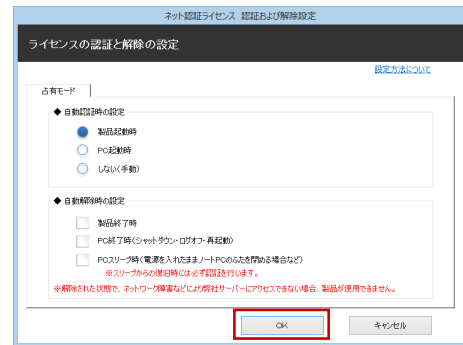 ネット認証ライセンス 認証および解除設定
ライセンスの認証と解除の設定
設定方法について
占有モード
◆ 自動認証時の設定
製品起動時
PC起動時
しない(手動)
◆ 自動解除時の設定
製品終了時
PC終了時(シャットダウン・ログオフ・再起動)
PCスリープ時(電源を入れたままノートPCのふたを閉める場合など)
※スリープからの復旧時には必ず認証を行います。
※解除された状態で、ネットワーク障害などにより弊社サーバーにアクセスできない場合、製品が使用できません。
OK
キャンセル